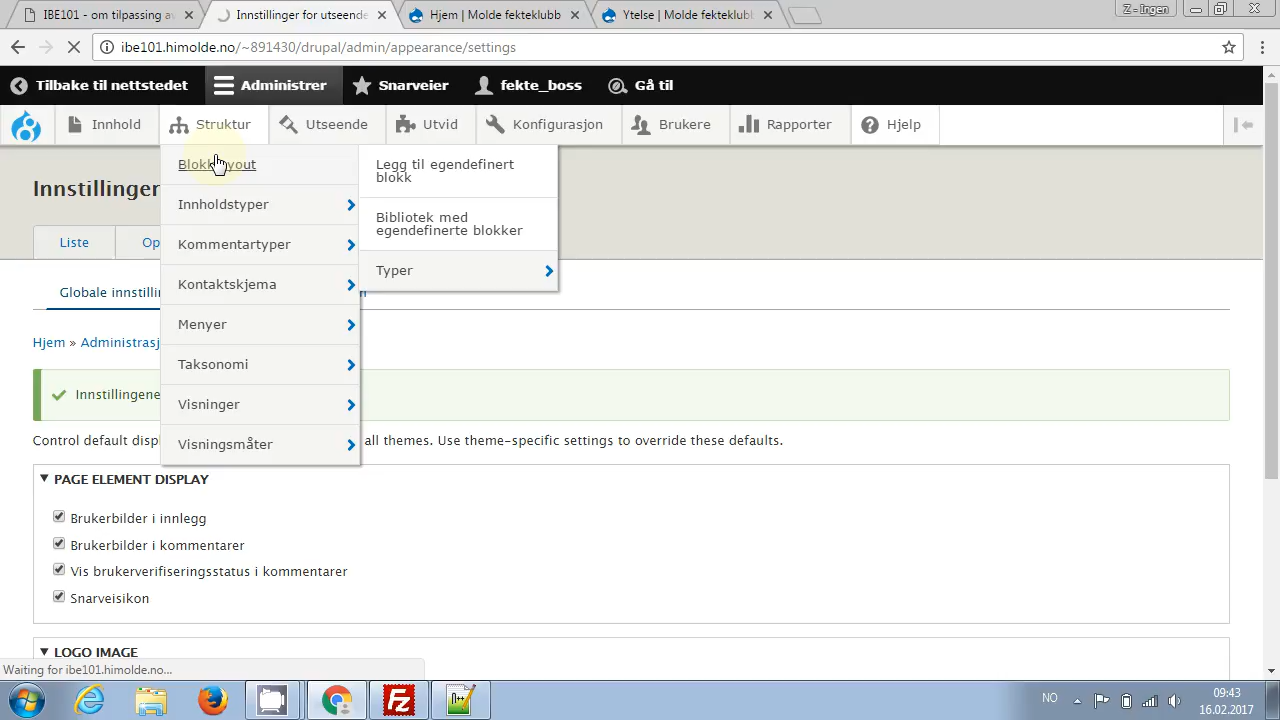 IBE101 - om tilpasning av
Innstillinger for utseende
Hjem | Molde fekteklubb
Ytelse | Molde fekteklubb
Z - Ingen
ibe101.himolde.no/~891430/drupal/admin/appearance/settings
Tilbake til nettstedet
Administrer
Snarveier
fekte_boss
Gå til
Innhold
Struktur
Utseende
Utvid
Konfigurasjon
Brukere
Rapporter
Hjelp
Blokklayout
Legg til egendefinert
blokk
Innstillinger
Innholdstyper
Bibliotek med
egendefinerte blokker
Liste
Op
Kommentartyper
Typer
Globale innstilli
Kontaktskjema
Menyer
Hjem » Administrasj
Taksonomi
Innstillingene
Visninger
Control default disp
all themes. Use theme-specific settings to override these defaults.
Visningsmåter
PAGE ELEMENT DISPLAY
Brukerbilder i innlegg
Brukerbilder i kommentarer
Vis brukerverifiseringsstatus i kommentarer
Snarveisikon
LOGO IMAGE
Waiting for ibe101.himolde.no...
NO
09:43
16.02.2017